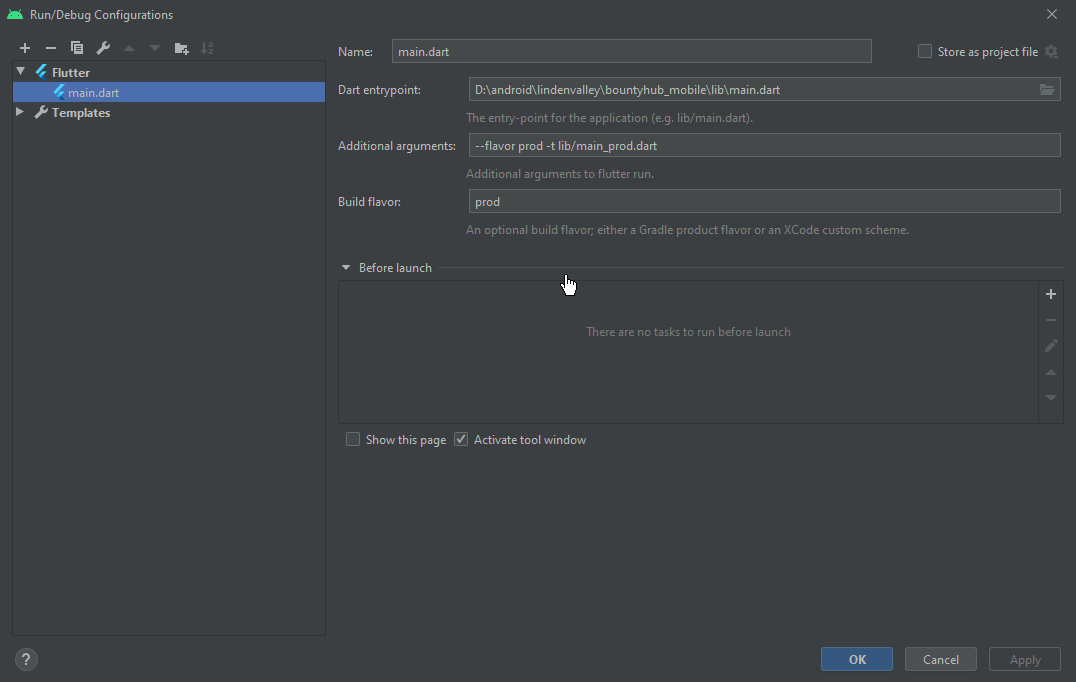 Run/Debug Configurations
Flutter
main.dart
Templates
Name: main.dart Store as project file
Dart entrypoint: D:\android\lindenvalley\bountyhub_mobile\lib\main.dart
The entry-point for the application (e.g. lib/main.dart).
Additional arguments: --flavor prod -t lib/main_prod.dart
Additional arguments to flutter run.
Build flavor: prod
An optional build flavor; either a Gradle product flavor or an XCode custom scheme.
Before launch
There are no tasks to run before launch
Show this page Activate tool window
? OK Cancel Apply